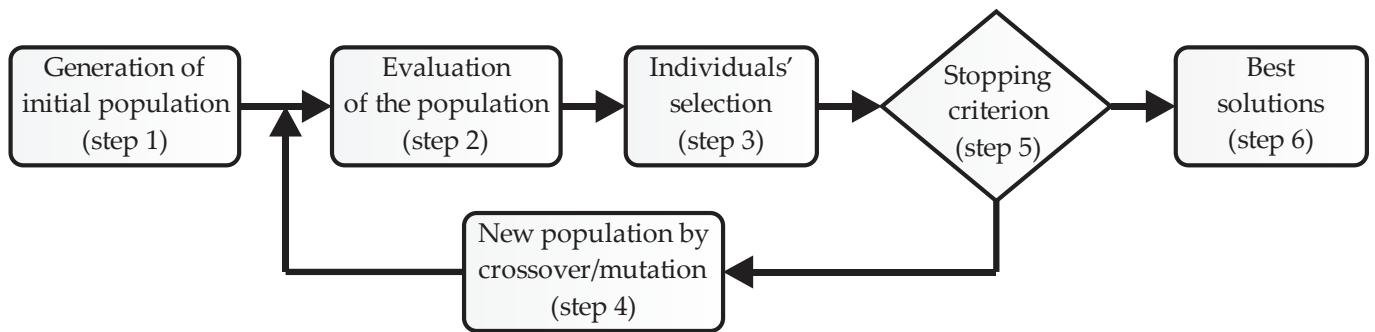 Generation of
initial population
(step 1)
Evaluation
of the population
(step 2)
Individuals’
selection
(step 3)
Stopping
criterion
(step 5)
Best
solutions
(step 6)
New population by
crossover/mutation
(step 4)